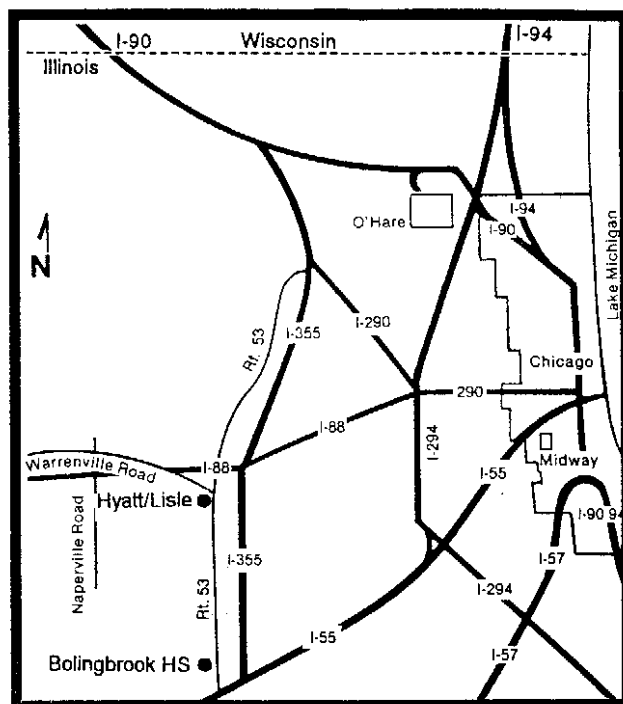 I-90
Wisconsin
I-94
Illinois
O'Hare
I-94
I-90
N
Lake Michigan
Rt. 53
I-355
I-290
Chicago
290
I-88
I-294
Warrenville Road
I-88
I-55
Midway
Hyatt/Lisle
Naperville Road
I-90 94
I-57
I-355
Rt. 53
I-294
I-55
I-57
Bolingbrook HS